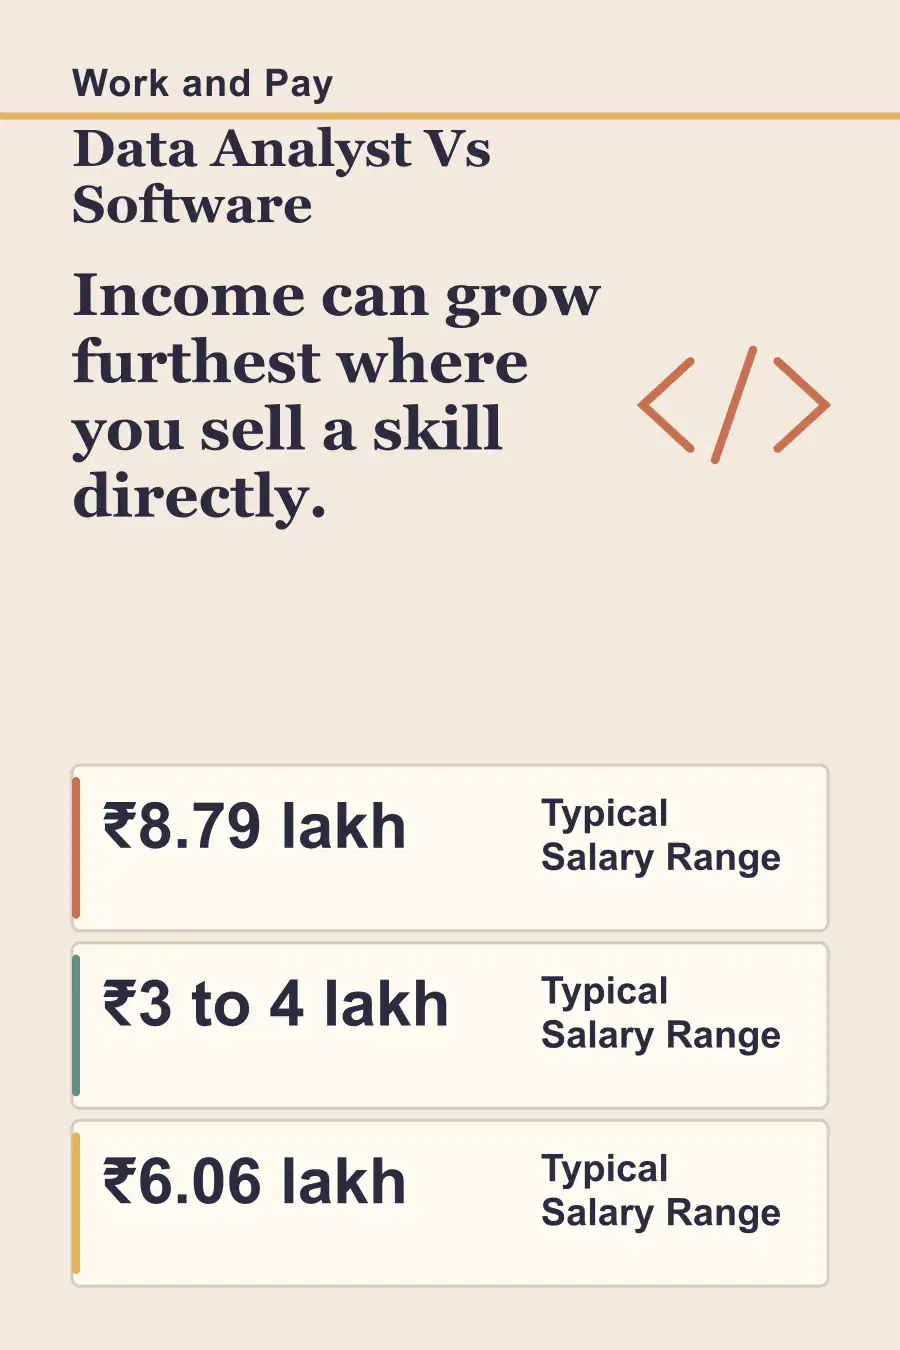 Work and Pay
Data Analyst Vs
Software
Income can grow
furthest where
you sell a skill
directly.
₹8.79 lakh
Typical
Salary Range
₹3 to 4 lakh
Typical
Salary Range
₹6.06 lakh
Typical
Salary Range